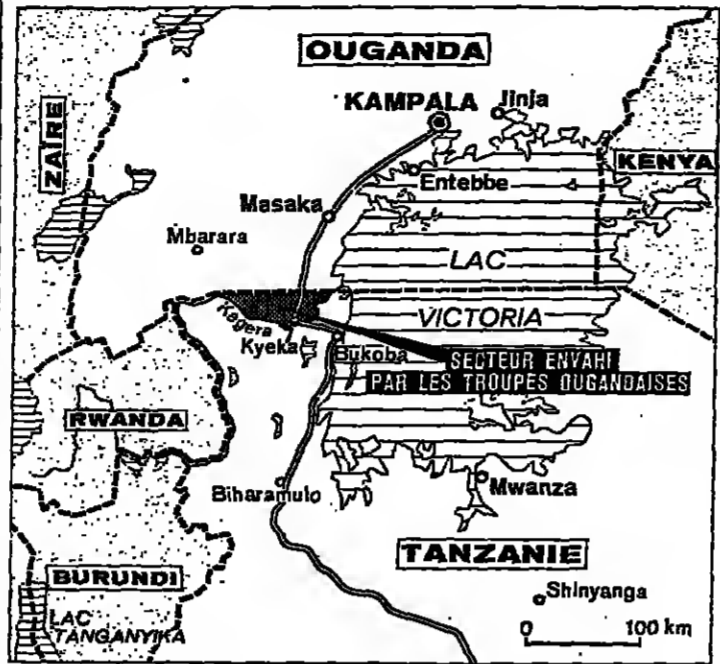 OUGANDA
KAMPALA
Jinja
ZAÏRE
KENYA
Entebbe
Masaka
Mbarara
LAC
VICTORIA
Kagera
Kyeka
Bukoba
SECTEUR ENVAHI
PAR LES TROUPES OUGANDAISES
RWANDA
Biharamulo
Mwanza
TANZANIE
BURUNDI
Shinyanga
LAC
TANGANYIKA
0 100 km